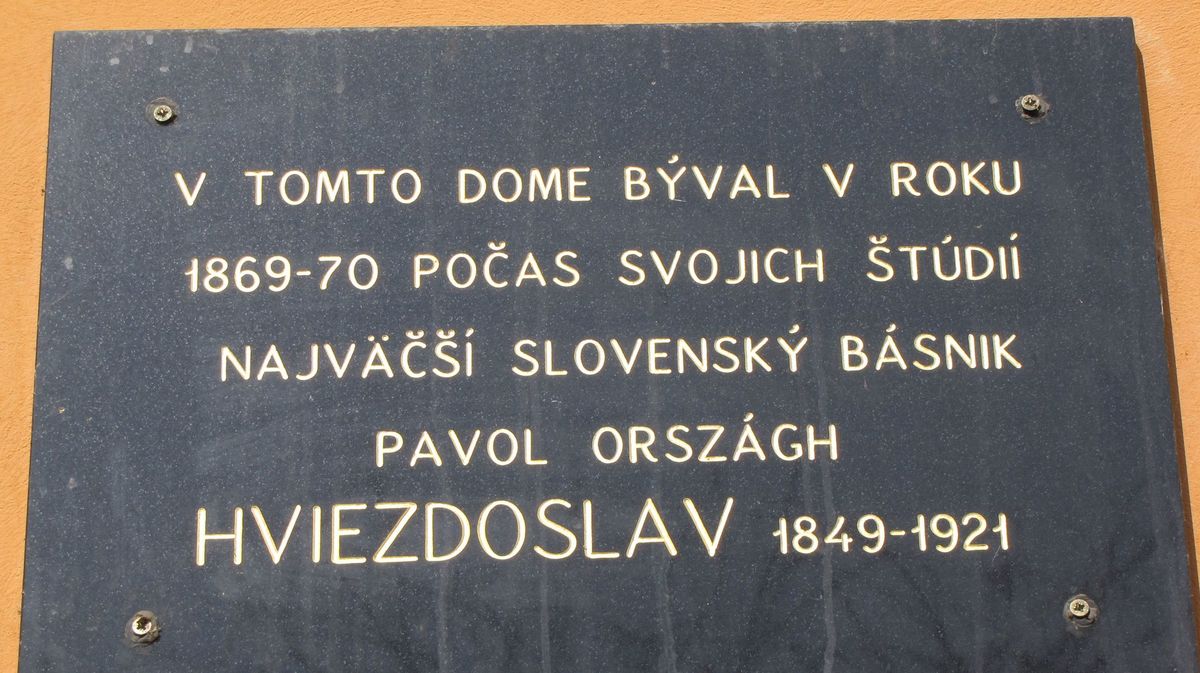 V TOMTO DOME BÝVAL V ROKU
1869-70 POČAS SVOJICH ŠTÚDIÍ
NAJVÄČŠÍ SLOVENSKÝ BÁSNIK
PAVOL ORSZÁGH
HVIEZDOSLAV 1849-1921